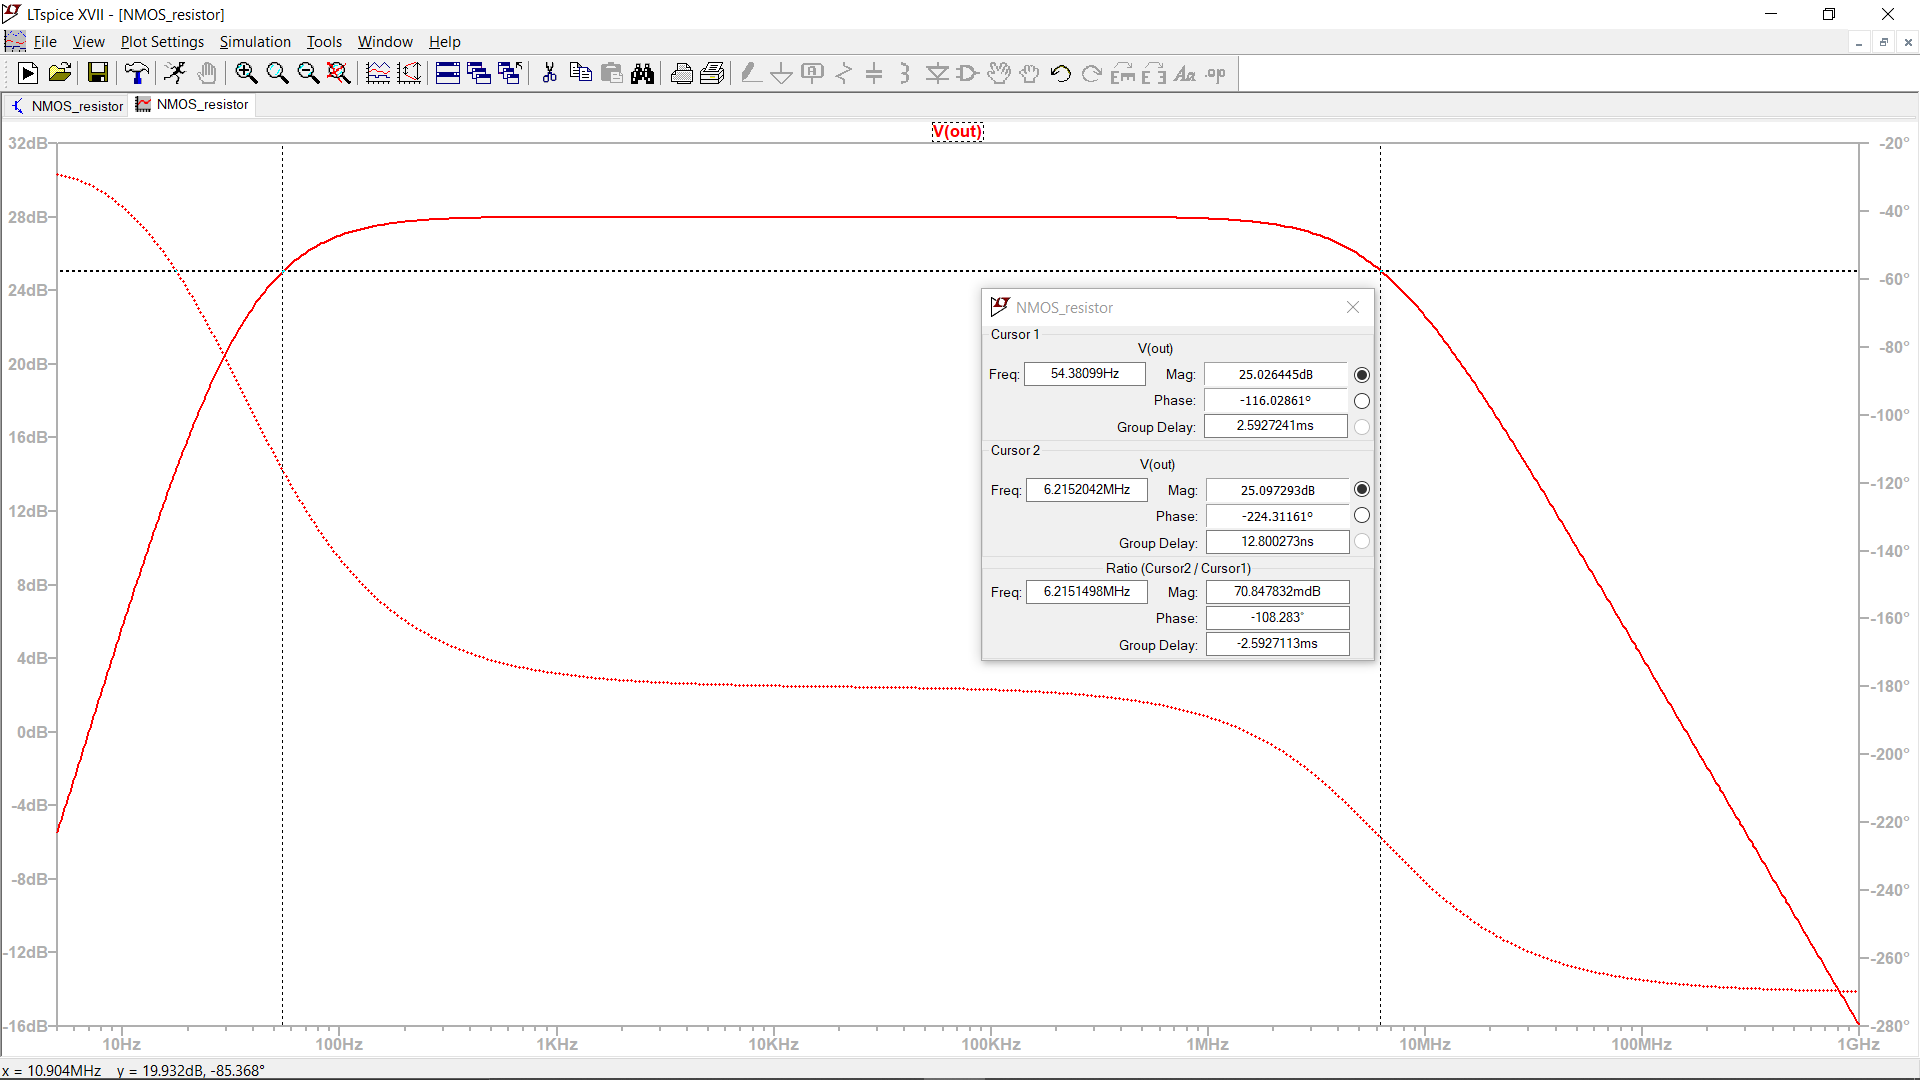 LTspice XVII - [NMOS_resistor]
File View Plot Settings Simulation Tools Window Help
NMOS_resistor NMOS_resistor
V(out)
32dB -20°
28dB -40°
24dB -60°
20dB -80°
16dB -100°
12dB -120°
8dB -140°
4dB -160°
0dB -180°
-4dB -200°
-8dB -220°
-12dB -240°
-16dB -260°
-280°
10Hz 100Hz 1KHz 10KHz 100KHz 1MHz 10MHz 100MHz 1GHz
NMOS_resistor
Cursor 1
V(out)
Freq: 54.38099Hz Mag: 25.026445dB
Phase: -116.02861°
Group Delay: 2.5927241ms
Cursor 2
V(out)
Freq: 6.2152042MHz Mag: 25.097293dB
Phase: -224.31161°
Group Delay: 12.800273ns
Ratio (Cursor2 / Cursor1)
Freq: 6.2151498MHz Mag: 70.847832mdB
Phase: -108.283°
Group Delay: -2.5927113ms
x = 10.904MHz y = 19.932dB, -85.368°